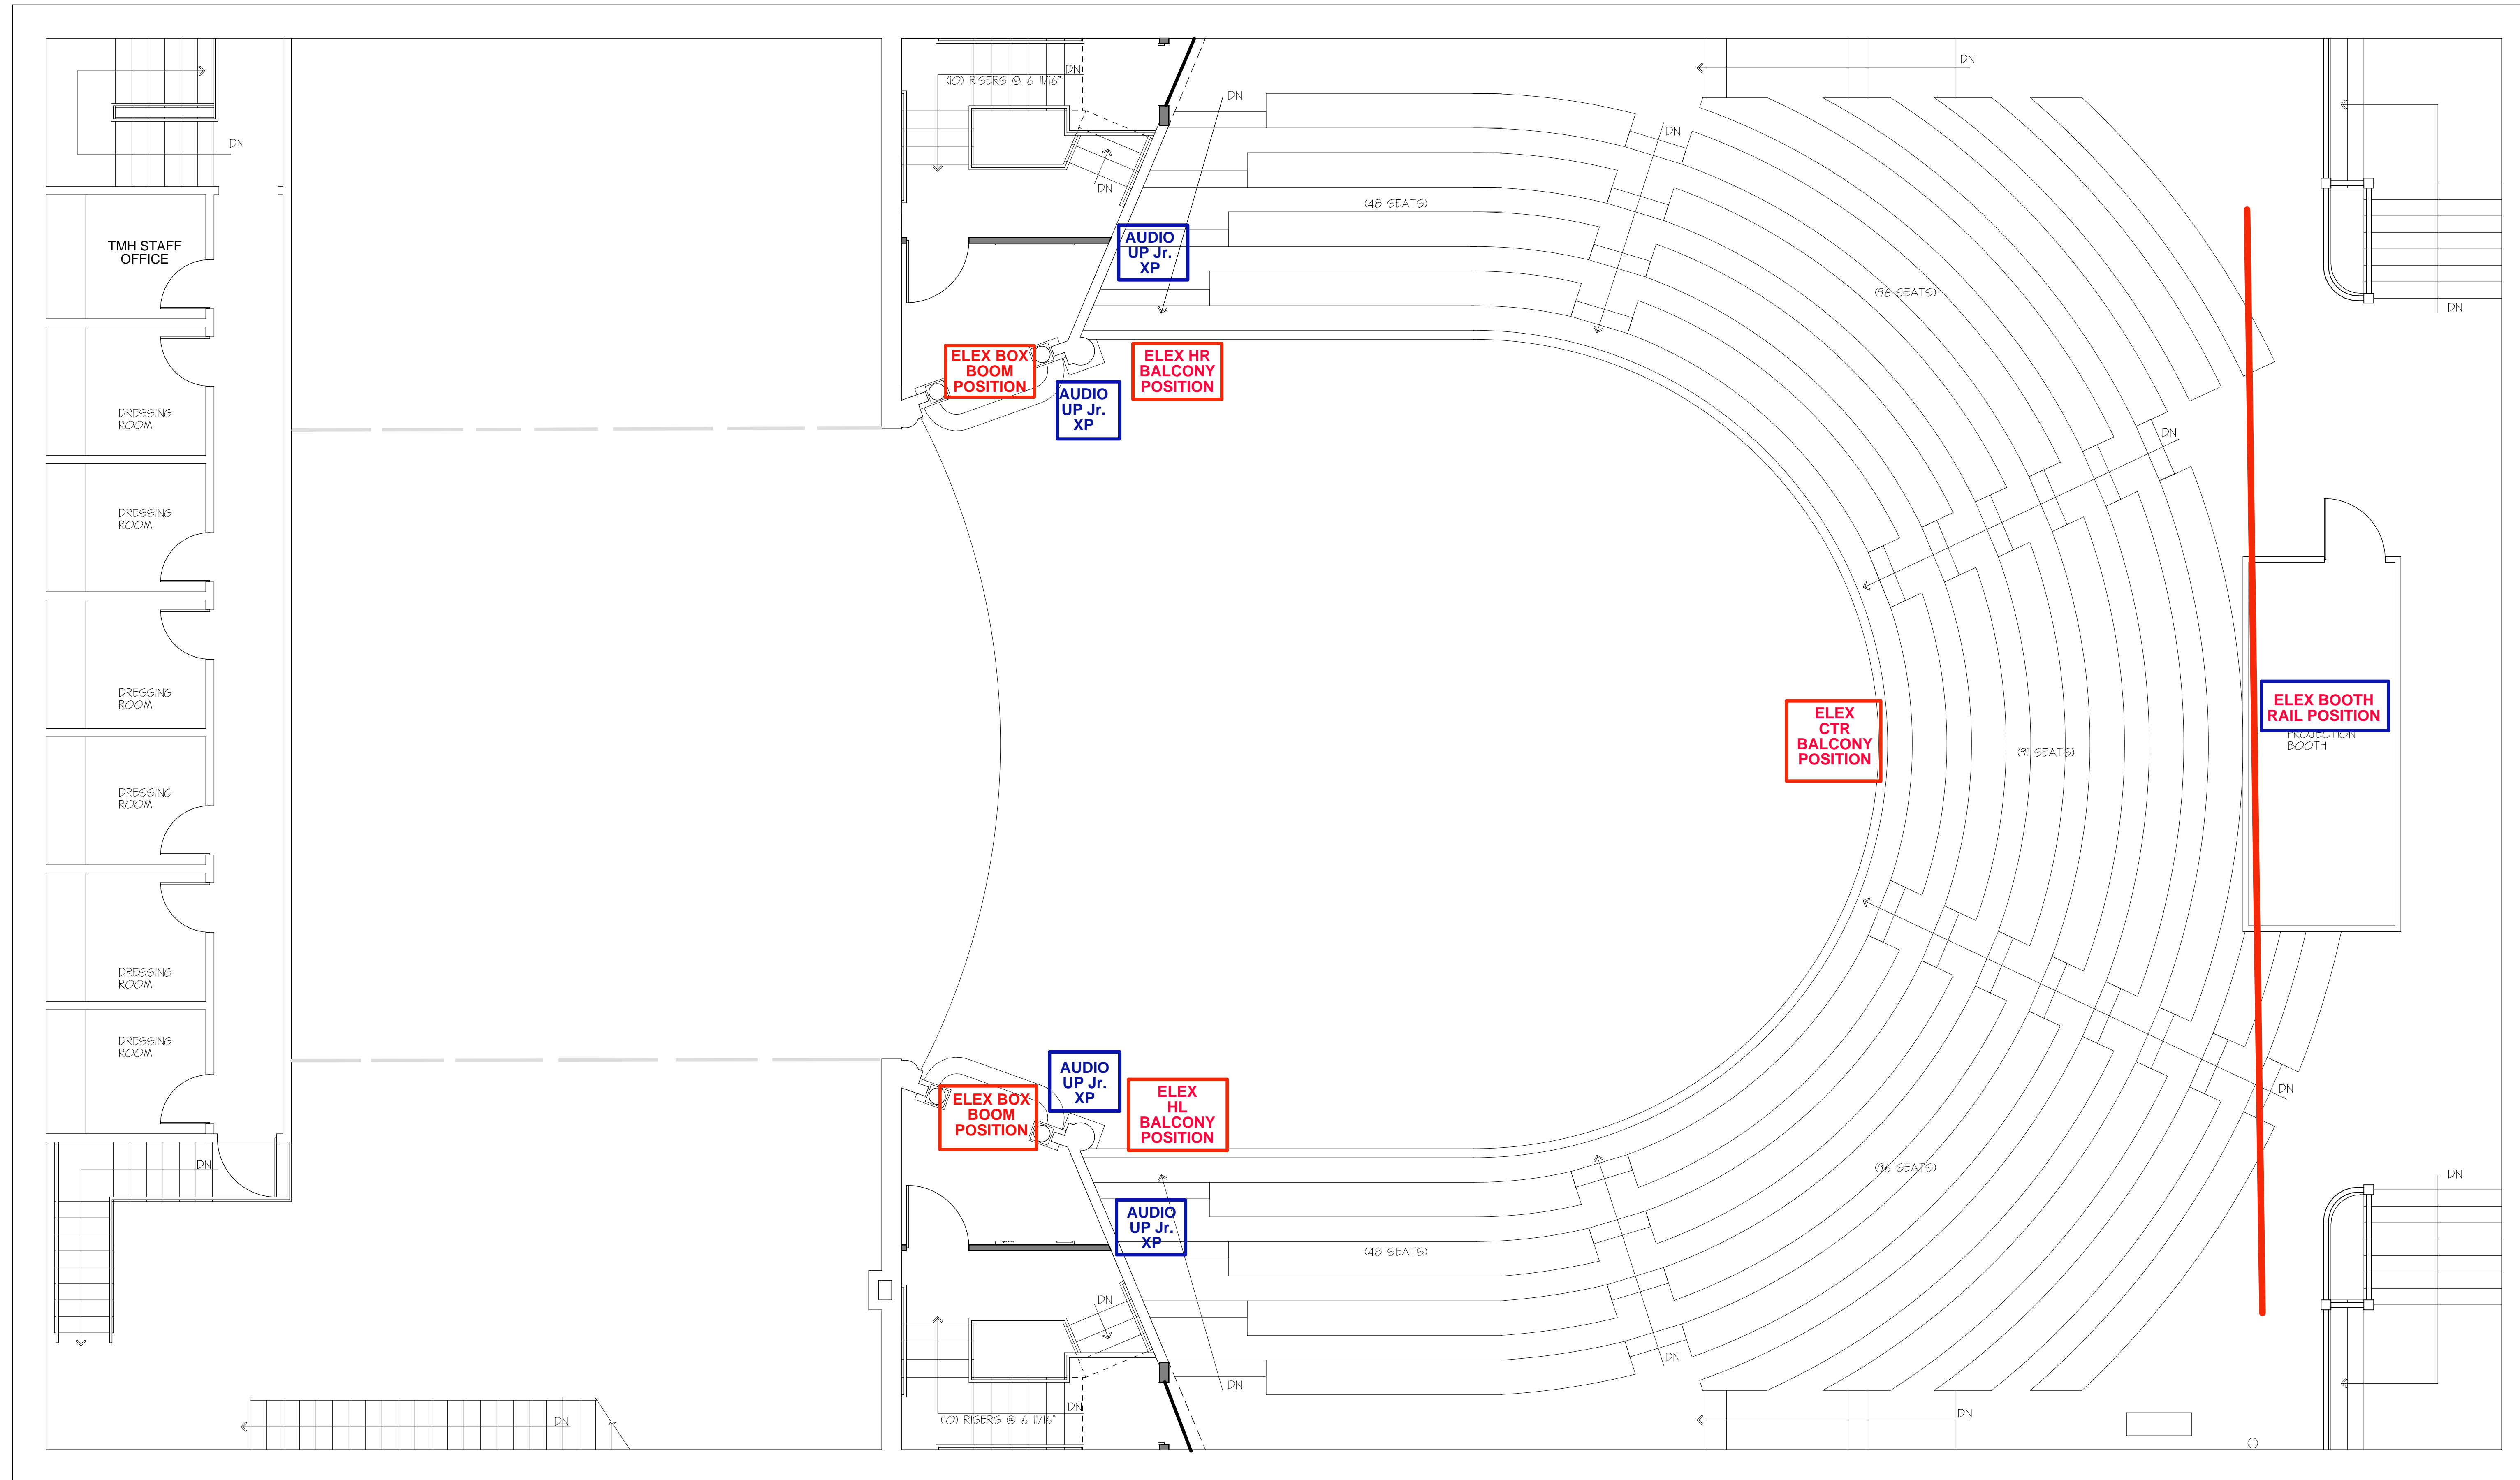 DN
(10) RISERS @ 6 11/16"
DN
DN
DN
DN
DN
DN
TMH STAFF
OFFICE
(48 SEATS)
AUDIO
UP Jr.
XP
(96 SEATS)
DN
ELEX BOX
BOOM
POSITION
ELEX HR
BALCONY
POSITION
AUDIO
UP Jr.
XP
DRESSING
ROOM
DN
DRESSING
ROOM
DRESSING
ROOM
ELEX
CTR
BALCONY
POSITION
(91 SEATS)
ELEX BOOTH
RAIL POSITION
PROJECTION
BOOTH
DRESSING
ROOM
DRESSING
ROOM
DRESSING
ROOM
AUDIO
UP Jr.
XP
ELEX BOX
BOOM
POSITION
ELEX
HL
BALCONY
POSITION
DN
DN
(96 SEATS)
DN
AUDIO
UP Jr.
XP
(48 SEATS)
DN
DN
DN
DN
(10) RISERS @ 6 11/16"
DN
DN